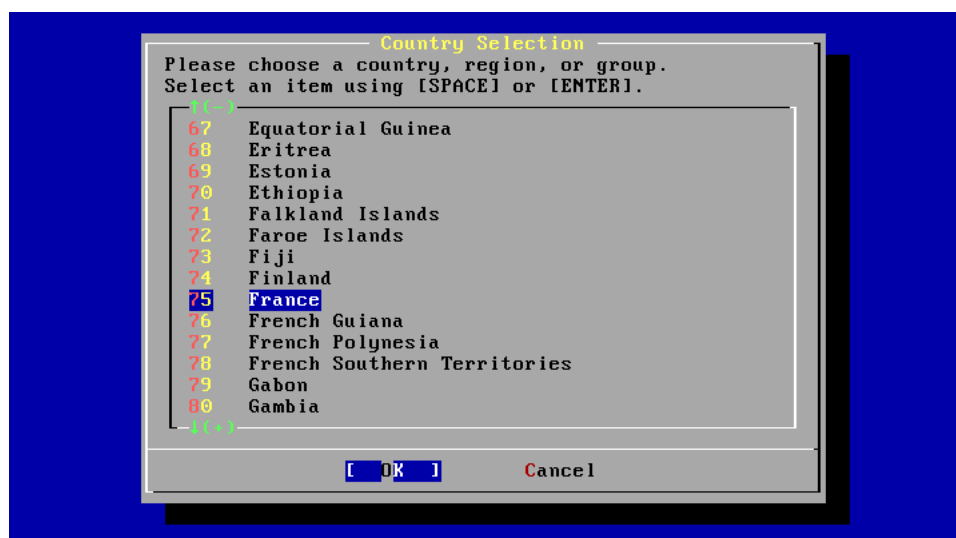 Country Selection
Please choose a country, region, or group.
Select an item using [SPACE] or [ENTER].
↑(-)
67 Equatorial Guinea
68 Eritrea
69 Estonia
70 Ethiopia
71 Falkland Islands
72 Faroe Islands
73 Fiji
74 Finland
75 France
76 French Guiana
77 French Polynesia
78 French Southern Territories
79 Gabon
80 Gambia
↓(+)
[ OK ] Cancel